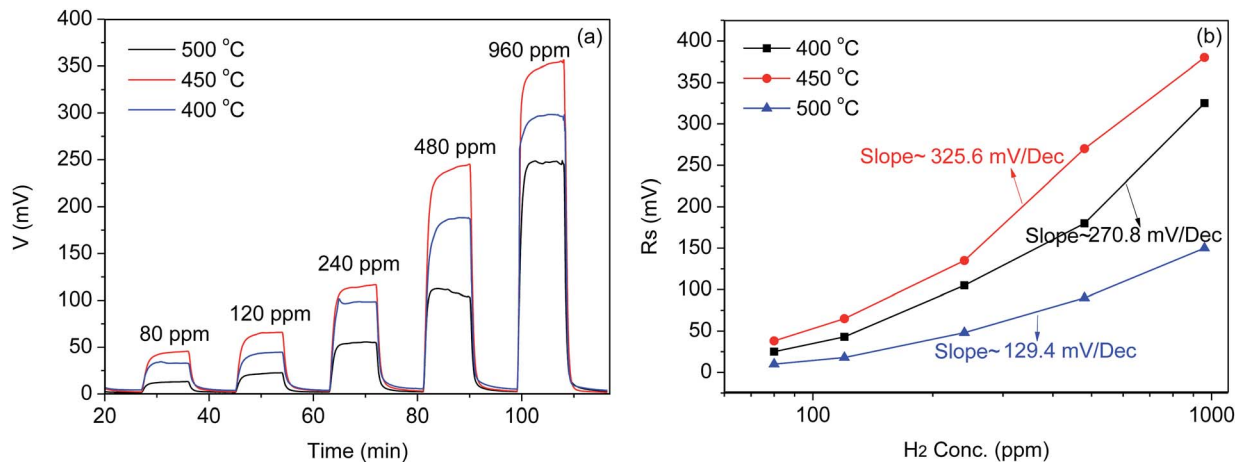 (a)
500 °C
450 °C
400 °C
80 ppm
120 ppm
240 ppm
480 ppm
960 ppm
400
350
300
250
200
150
100
50
0
V (mV)
20
40
60
80
100
Time (min)
(b)
400 °C
450 °C
500 °C
Slope~ 325.6 mV/Dec
Slope~270.8 mV/Dec
Slope~ 129.4 mV/Dec
400
350
300
250
200
150
100
50
0
Rs (mV)
100
1000
H2 Conc. (ppm)